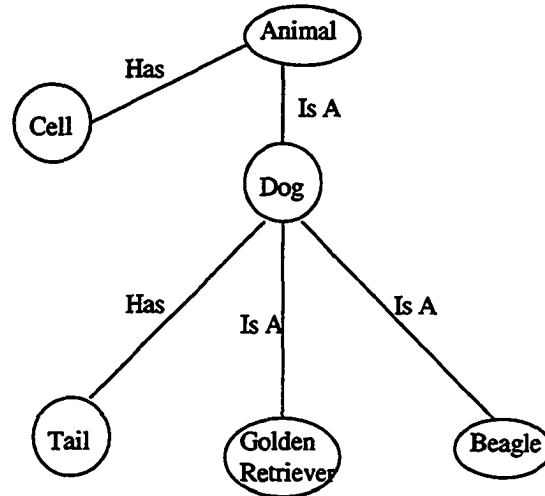 Animal
Has
Cell
Is A
Dog
Has
Is A
Is A
Tail
Golden
Retriever
Beagle